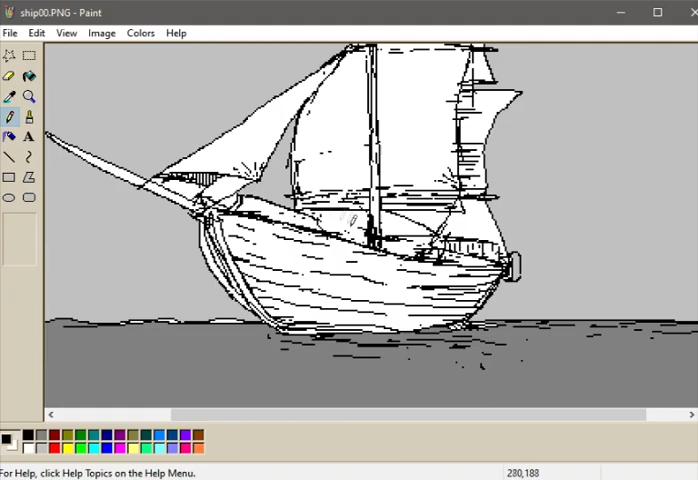 ship00.PNG - Paint
File Edit View Image Colors Help
A
For Help, click Help Topics on the Help Menu.
280,188